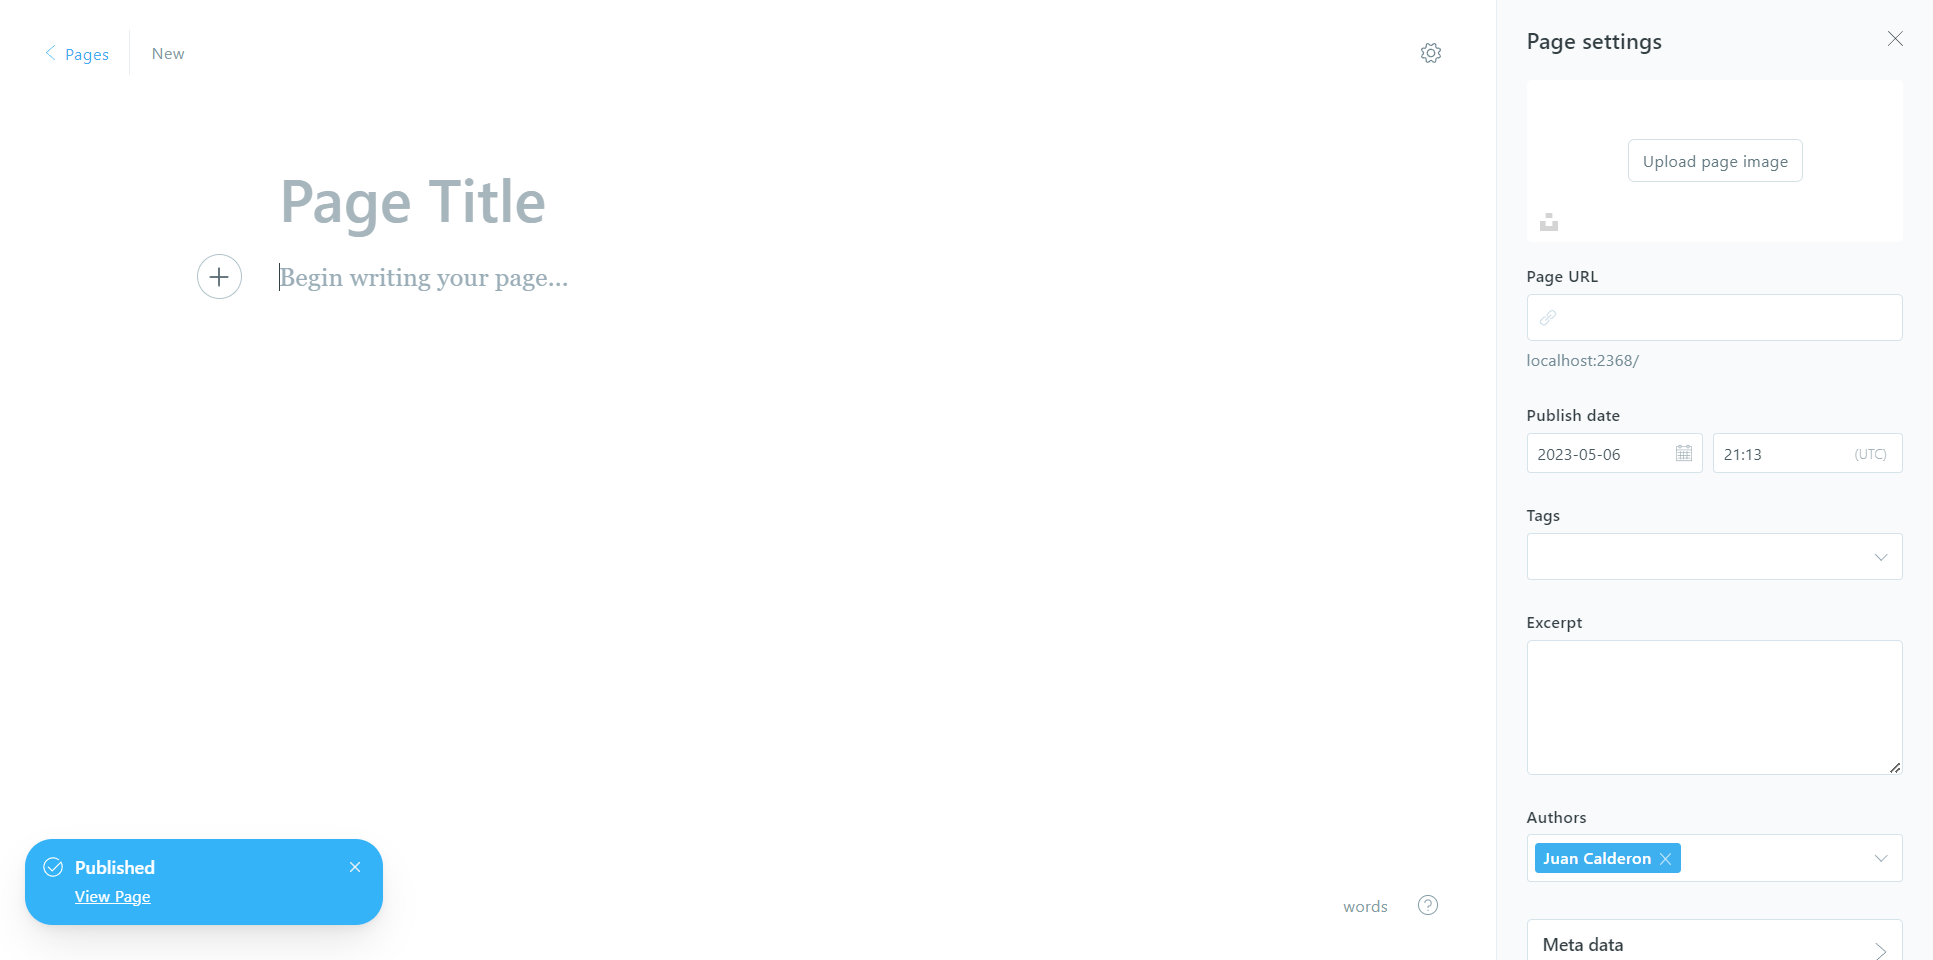 Pages
New
Page Title
Begin writing your page...
Published
View Page
words
?
Page settings
Upload page image
Page URL
localhost:2368/
Publish date
2023-05-06
21:13 (UTC)
Tags
Excerpt
Authors
Juan Calderon
Meta data